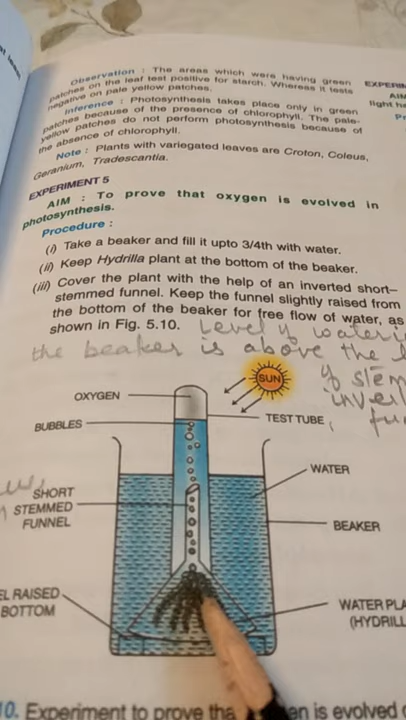 Observation : The areas which were having green
patches on the leaf test positive for starch. Whereas it tests
negative on pale yellow patches.
Inference : Photosynthesis takes place only in green
patches because of the presence of chlorophyll. The pale-
yellow patches do not perform photosynthesis because of
the absence of chlorophyll.
Note : Plants with variegated leaves are Croton, Coleus,
Geranium, Tradescantia.
EXPERIMENT 5
AIM : To prove that oxygen is evolved in
photosynthesis.
Procedure :
(i) Take a beaker and fill it upto 3/4th with water.
(ii) Keep Hydrilla plant at the bottom of the beaker.
(iii) Cover the plant with the help of an inverted short-
stemmed funnel. Keep the funnel slightly raised from
the bottom of the beaker for free flow of water, as
shown in Fig. 5.10. Level of water i
the beaker is above the l
of stem
inver
fu
SUN
OXYGEN
TEST TUBE
BUBBLES
WATER
SHORT
STEMMED
FUNNEL
BEAKER
EL RAISED
BOTTOM
WATER PLA
(HYDRILL
10. Experiment to prove tha en is evolved
EXPERIM
AIM
light he